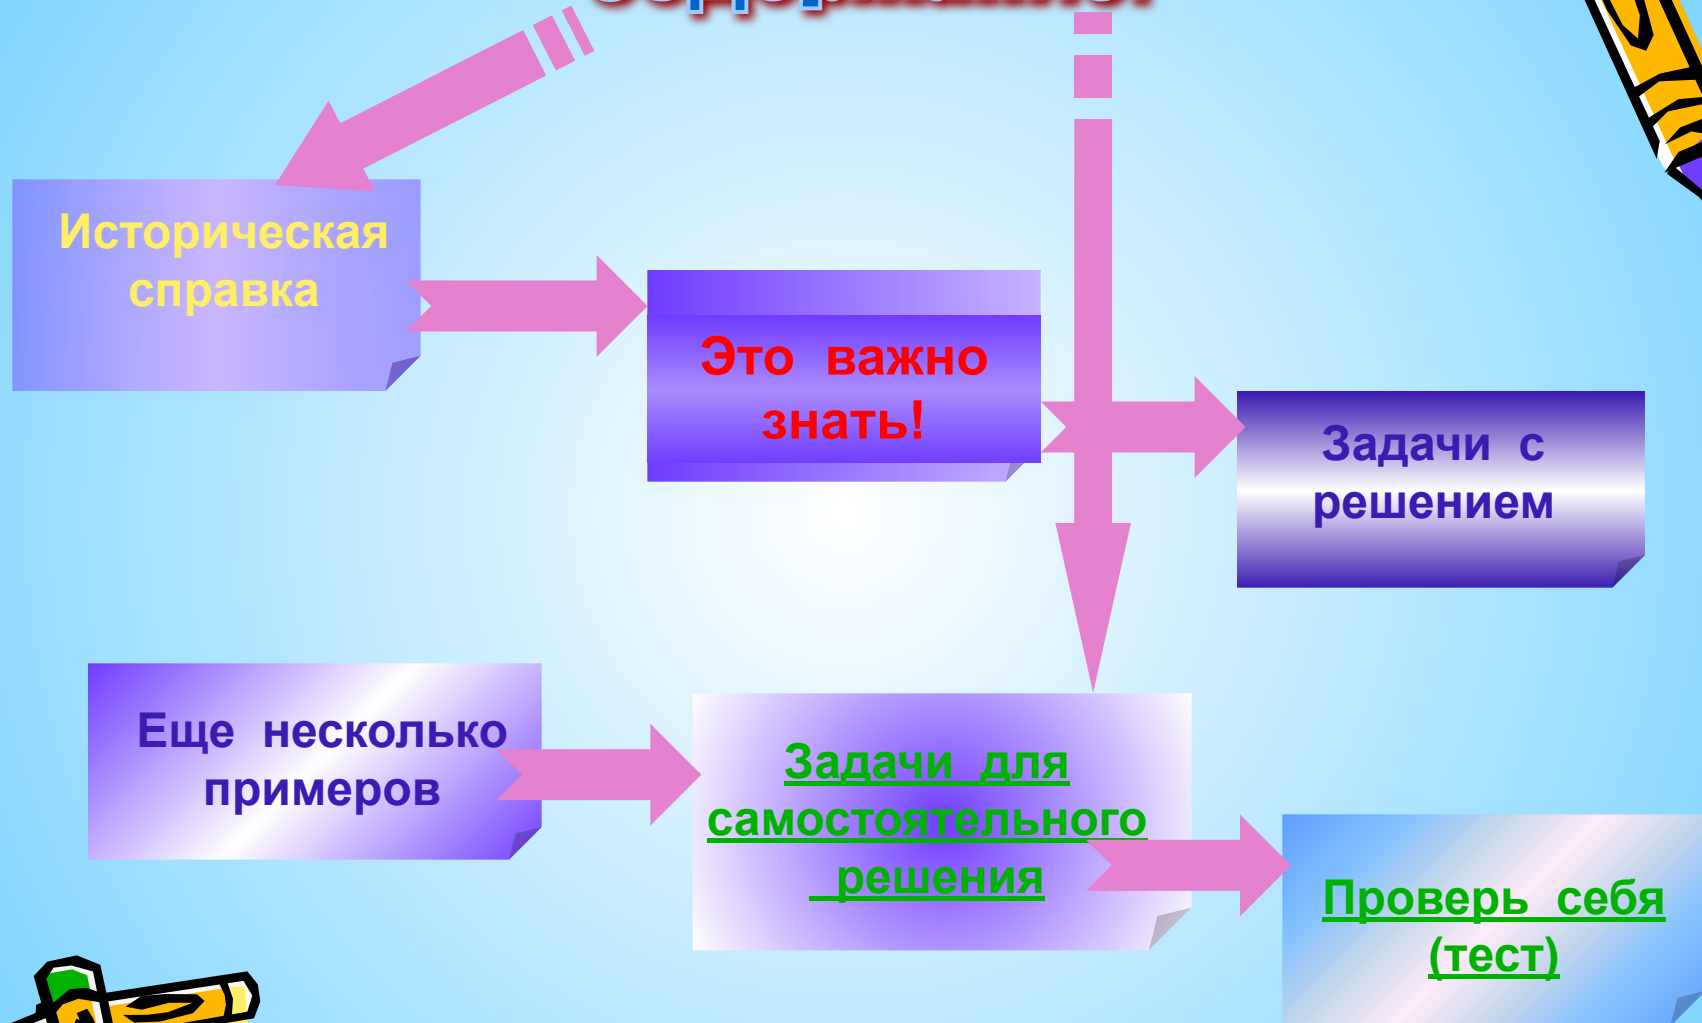 Историческая
справка
Это важно
знать!
Задачи с
решением
Еще несколько
примеров
Задачи для
самостоятельного
решения
Проверь себя
(тест)